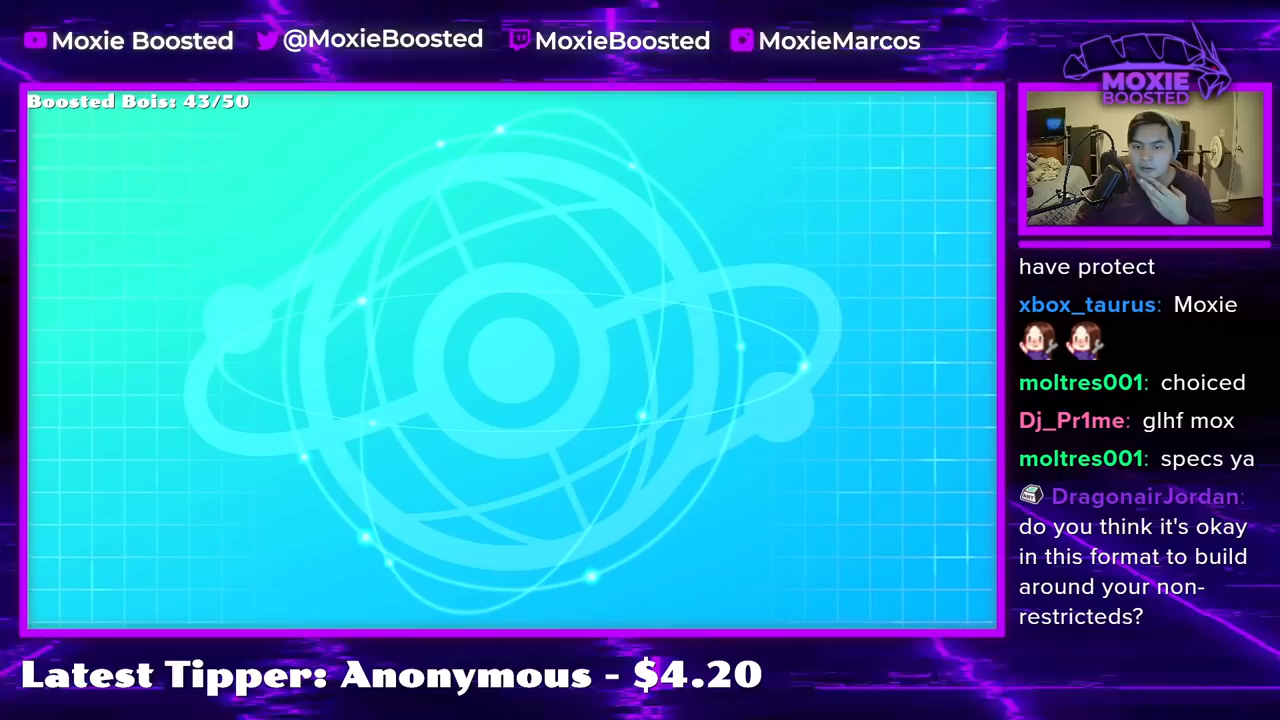 Moxie Boosted @MoxieBoosted MoxieBoosted MoxieMarcos
MOXIE
BOOSTED
Boosted Bois: 43/50
have protect
xbox_taurus: Moxie
moltres001: choiced
Dj_Pr1me: glhf mox
moltres001: specs ya
DragonairJordan:
do you think it's okay
in this format to build
around your non-
restricteds?
Latest Tipper: Anonymous - $4.20